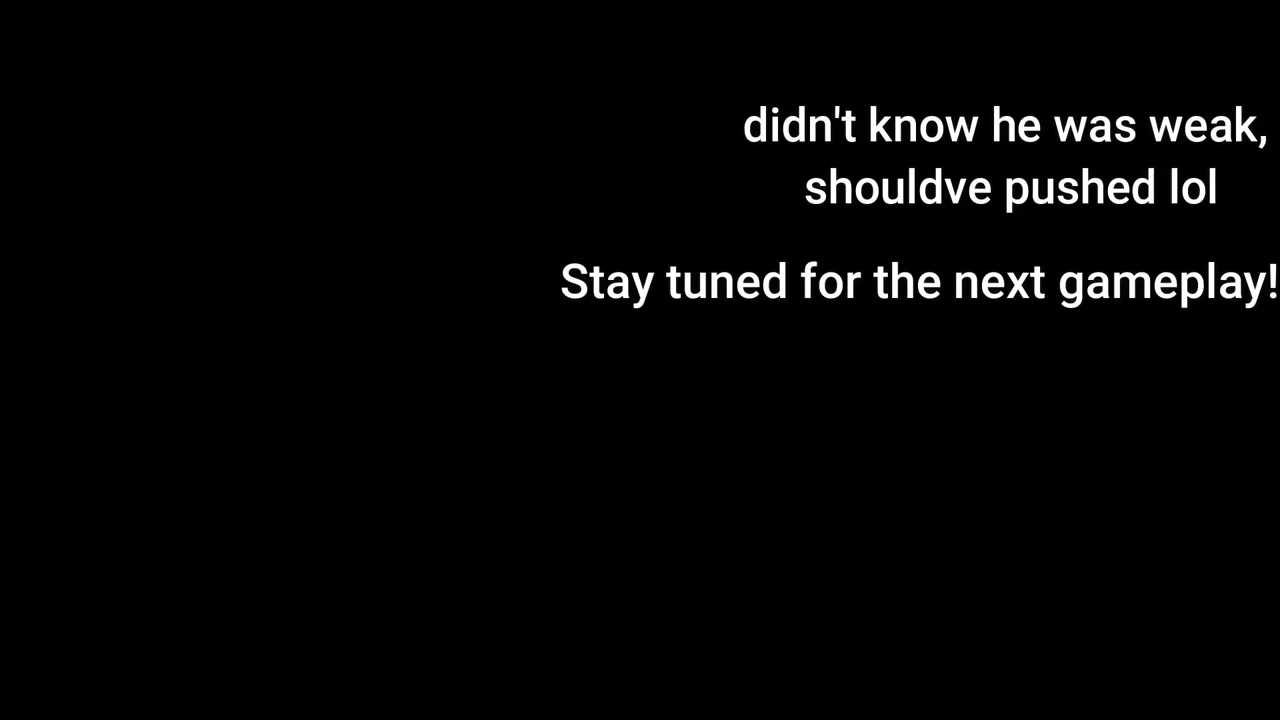 didn't know he was weak,
shouldve pushed lol
Stay tuned for the next gameplay!